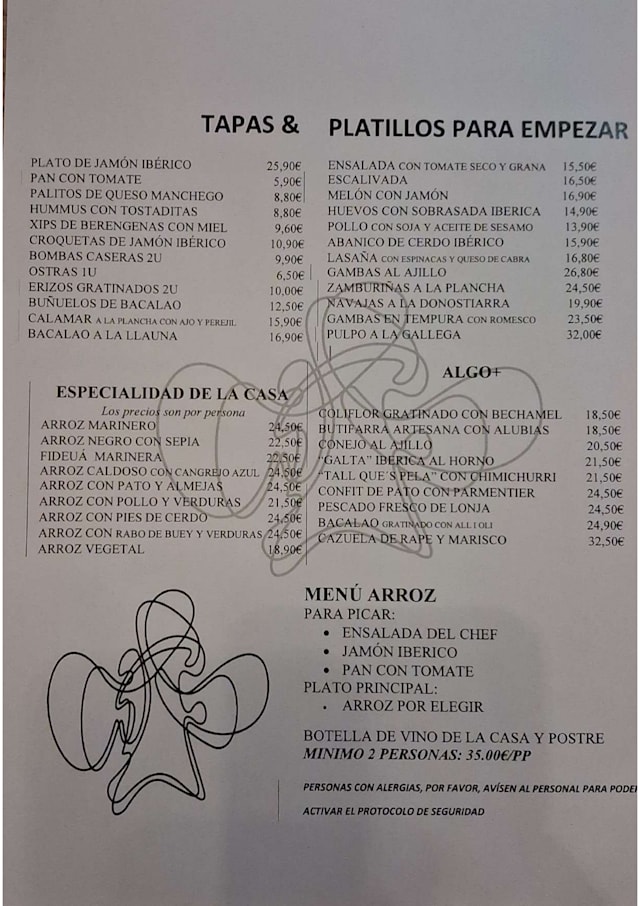 TAPAS & PLATILLOS PARA EMPEZAR
PLATO DE JAMÓN IBÉRICO 25,90€
PAN CON TOMATE 5,90€
PALITOS DE QUESO MANCHEGO 8,80€
HUMMUS CON TOSTADITAS 8,80€
XIPS DE BERENGENAS CON MIEL 9,60€
CROQUETAS DE JAMÓN IBÉRICO 10,90€
BOMBAS CASERAS 2U 9,90€
OSTRAS 1U 6,50€
ERIZOS GRATINADOS 2U 10,00€
BUÑUELOS DE BACALAO 12,50€
CALAMAR A LA PLANCHA CON AJO Y PEREJIL 15,90€
BACALAO A LA LLAUNA 16,90€
ENSALADA CON TOMATE SECO Y GRANA 15,50€
ESCALIVADA 16,50€
MELÓN CON JAMÓN 16,90€
HUEVOS CON SOBRASADA IBERICA 14,90€
POLLO CON SOJA Y ACEITE DE SESAMO 13,90€
ABANICO DE CERDO IBÉRICO 15,90€
LASAÑA CON ESPINACAS Y QUESO DE CABRA 16,80€
GAMBAS AL AJILLO 26,80€
ZAMBURIÑAS A LA PLANCHA 24,50€
NAVAJAS A LA DONOSTIARRA 19,90€
GAMBAS EN TEMPURA CON ROMESCO 23,50€
PULPO A LA GALLEGA 32,00€
ESPECIALIDAD DE LA CASA
Los precios son por persona
ARROZ MARINERO 24,50€
ARROZ NEGRO CON SEPIA 22,50€
FIDEUÁ MARINERA 22,50€
ARROZ CALDOSO CON CANGREJO AZUL 24,50€
ARROZ CON PATO Y ALMEJAS 24,50€
ARROZ CON POLLO Y VERDURAS 21,50€
ARROZ CON PIES DE CERDO 24,50€
ARROZ CON RABO DE BUEY Y VERDURAS 24,50€
ARROZ VEGETAL 18,90€
ALGO+
COLIFLOR GRATINADO CON BECHAMEL 18,50€
BUTIFARRA ARTESANA CON ALUBIAS 18,50€
CONEJO AL AJILLO 20,50€
“GALTA” IBERICA AL HORNO 21,50€
“TALL QUE´S PELA” CON CHIMICHURRI 21,50€
CONFIT DE PATO CON PARMENTIER 24,50€
PESCADO FRESCO DE LONJA 24,50€
BACALAO GRATINADO CON ALL I OLI 24,90€
CAZUELA DE RAPE Y MARISCO 32,50€
MENÚ ARROZ
PARA PICAR:
• ENSALADA DEL CHEF
• JAMÓN IBERICO
• PAN CON TOMATE
PLATO PRINCIPAL:
• ARROZ POR ELEGIR
BOTELLA DE VINO DE LA CASA Y POSTRE
MINIMO 2 PERSONAS: 35.00€/PP
PERSONAS CON ALERGIAS, POR FAVOR, AVÍSEN AL PERSONAL PARA PODER
ACTIVAR EL PROTOCOLO DE SEGURIDAD